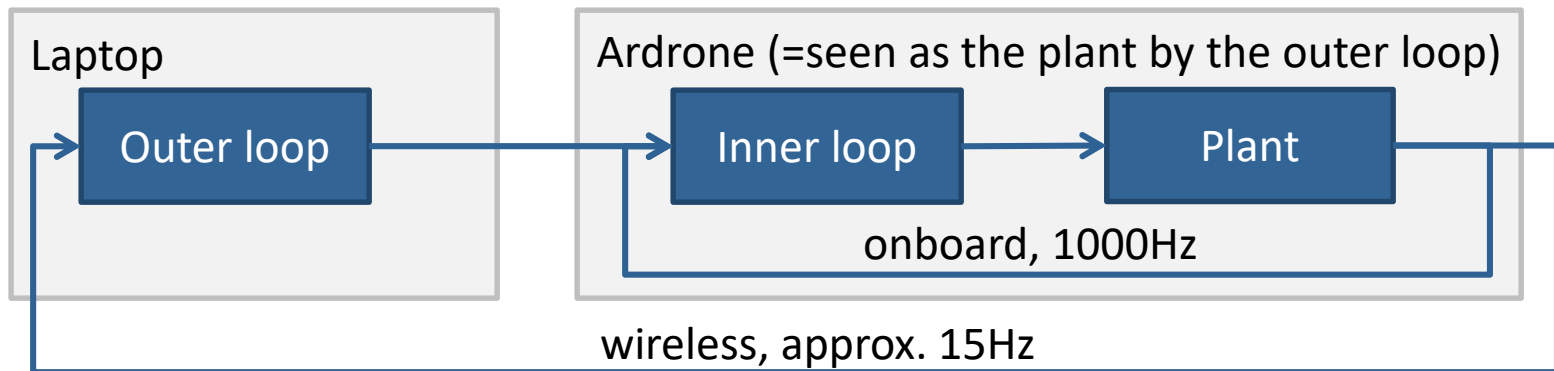 Laptop
Ardrone (=seen as the plant by the outer loop)
Outer loop
Inner loop
Plant
onboard, 1000Hz
wireless, approx. 15Hz